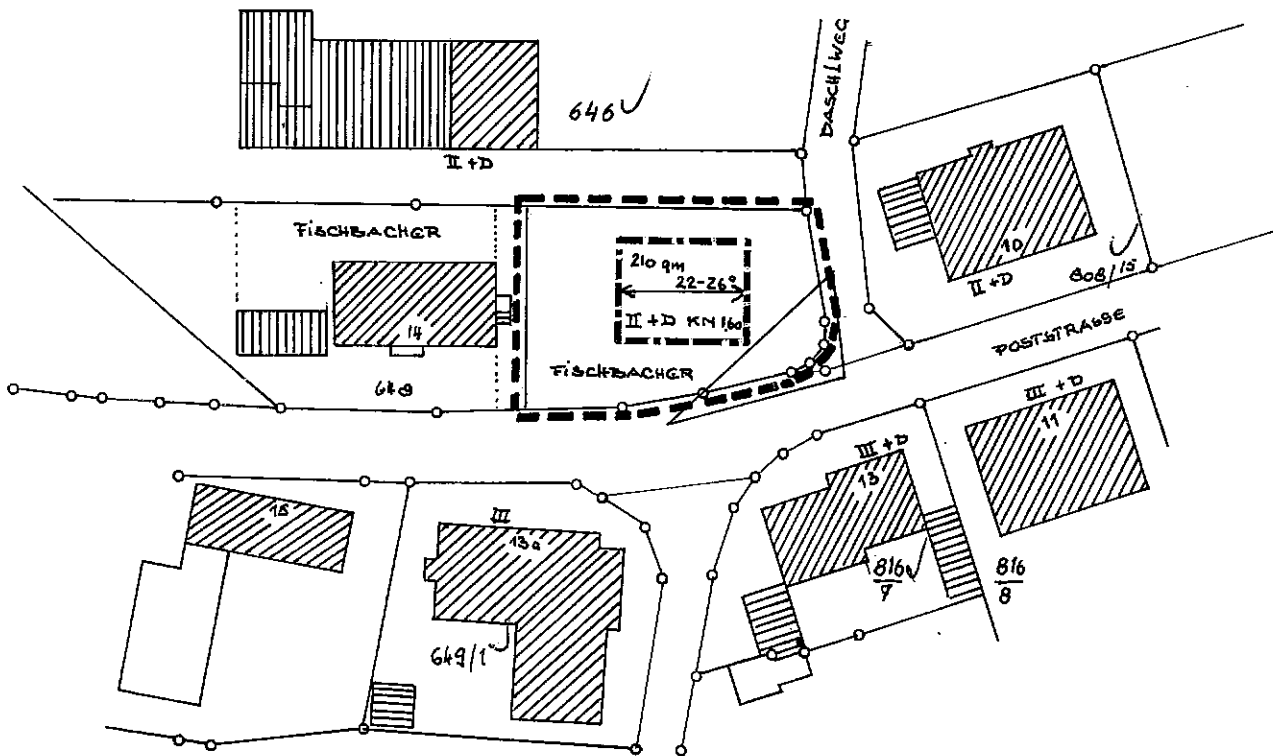 DASCHLWEG
646
II + D
FISCHBACHER
10
II + D
808/15
210 qm
22-26°
II + D KN 1.60
14
POSTSTRASSE
FISCHBACHER
648
III + D
11
III + D
13
15
III
13a
816/7
816/8
649/1